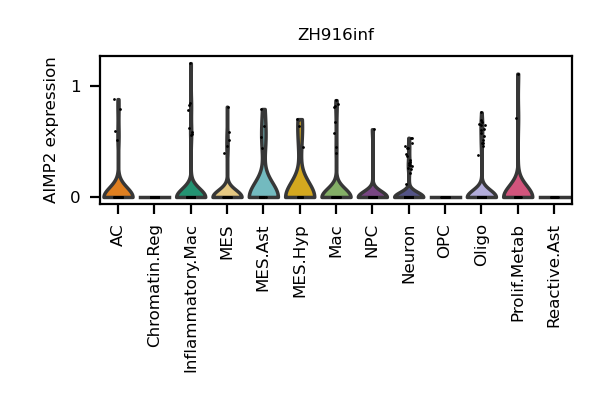 ZH916inf
AIMP2 expression
1
0
AC
Chromatin.Reg
Inflammatory.Mac
MES
MES.Ast
MES.Hyp
Mac
NPC
Neuron
OPC
Oligo
Prolif.Metab
Reactive.Ast